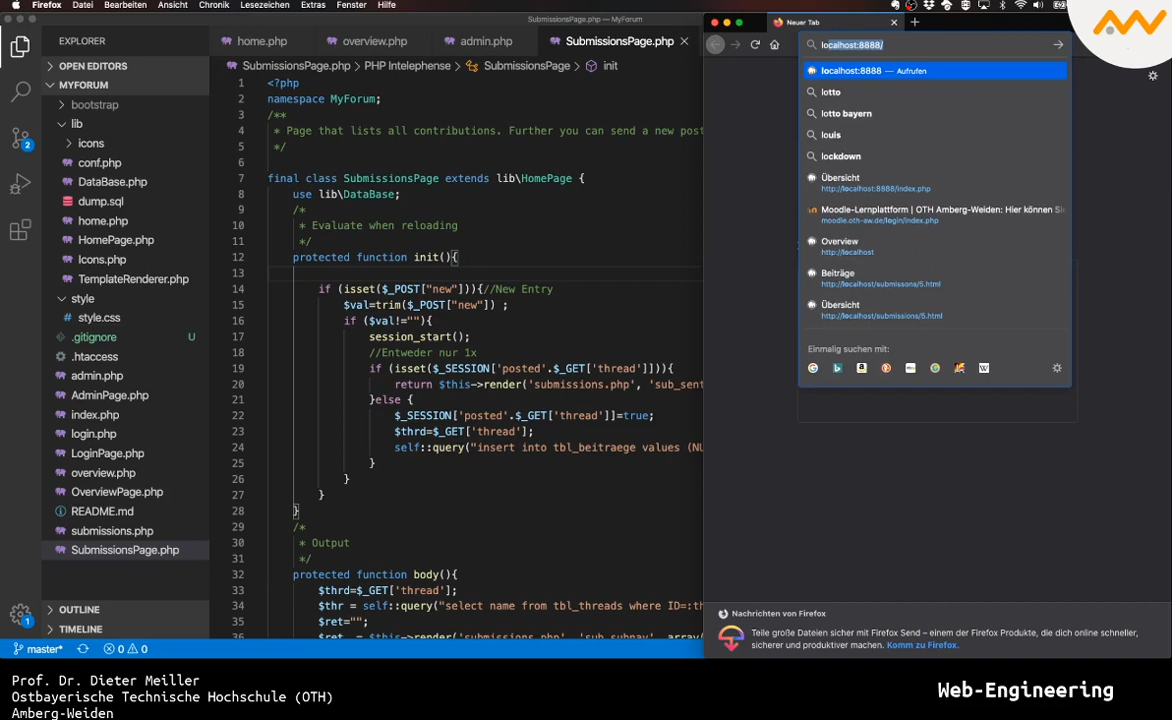 Firefox Datei Bearbeiten Ansicht Chronik Lesezeichen Extras Fenster Hilfe
SubmissionsPage.php — MyForum
EXPLORER
home.php overview.php admin.php SubmissionsPage.php
SubmissionsPage.php > PHP Intelephense > SubmissionsPage > init
OPEN EDITORS
MYFORUM
bootstrap
lib
icons
conf.php
DataBase.php
dump.sql
home.php
HomePage.php
Icons.php
TemplateRenderer.php
style
style.css
.gitignore U
.htaccess
admin.php
AdminPage.php
index.php
login.php
LoginPage.php
overview.php
OverviewPage.php
README.md
submissions.php
SubmissionsPage.php
OUTLINE
TIMELINE
2
1
master* 0 0
1 <?php
2 namespace MyForum;
3 /**
4 * Page that lists all contributions. Further you can send a new post
5 */
6
7 final class SubmissionsPage extends lib\HomePage {
8 use lib\DataBase;
9 /*
10 * Evaluate when reloading
11 */
12 protected function init(){
13
14 if (isset($_POST["new"])){//New Entry
15 $val=trim($_POST["new"]) ;
16 if ($val!=""){
17 session_start();
18 //Entweder nur 1x
19 if (isset($_SESSION['posted'.$_GET['thread']])){
20 return $this->render('submissions.php', 'sub_sent
21 }else {
22 $_SESSION['posted'.$_GET['thread']]=true;
23 $thrd=$_GET['thread'];
24 self::query("insert into tbl_beitraege values (NU
25 }
26 }
27 }
28 }
29 /*
30 * Output
31 */
32 protected function body(){
33 $thrd=$_GET['thread'];
34 $thr = self::query("select name from tbl_threads where ID=:th
35 $ret="";
36 $ret = $this->render('submissions.php', 'sub_subnav', array(
Neuer Tab
localhost:8888/
localhost:8888 — Aufrufen
lotto
lotto bayern
louis
lockdown
Übersicht
http://localhost:8888/index.php
Moodle-Lernplattform | OTH Amberg-Weiden: Hier können Si
moodle.oth-aw.de/login/index.php
Overview
http://localhost
Beiträge
http://localhost/submissons/5.html
Übersicht
http://localhost/submissions/5.html
Einmalig suchen mit:
Nachrichten von Firefox
Teile große Dateien sicher mit Firefox Send – einem der Firefox Produkte, die dich online schneller,
sicherer und produktiver machen. Komm zu Firefox.
Prof. Dr. Dieter Meiller
Ostbayerische Technische Hochschule (OTH)
Amberg-Weiden
Web-Engineering